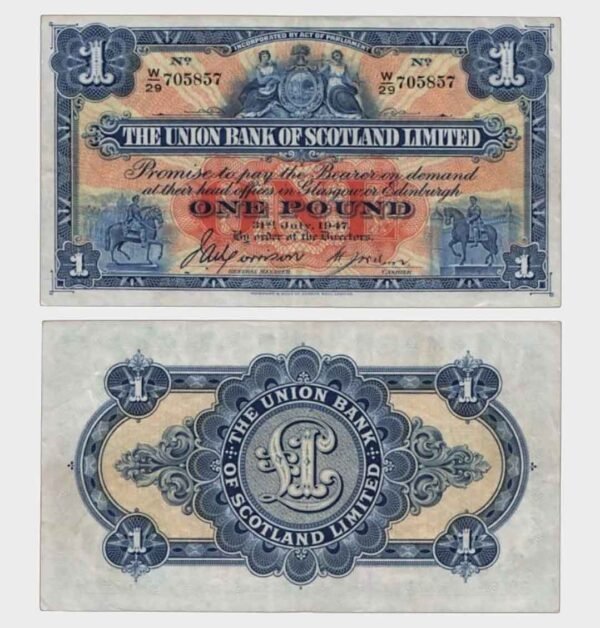 INCORPORATED BY ACT OF PARLIAMENT
1 1
Nº Nº
W/29 705857 W/29 705857
THE UNION BANK OF SCOTLAND LIMITED
Promise to pay the Bearer on demand
at their head offices in Glasgow or Edinburgh
ONE POUND
31st July, 1947.
By order of the Directors.
GENERAL MANAGER CASHIER
1 1
1 1
THE UNION BANK
£1
OF SCOTLAND LIMITED
1 1